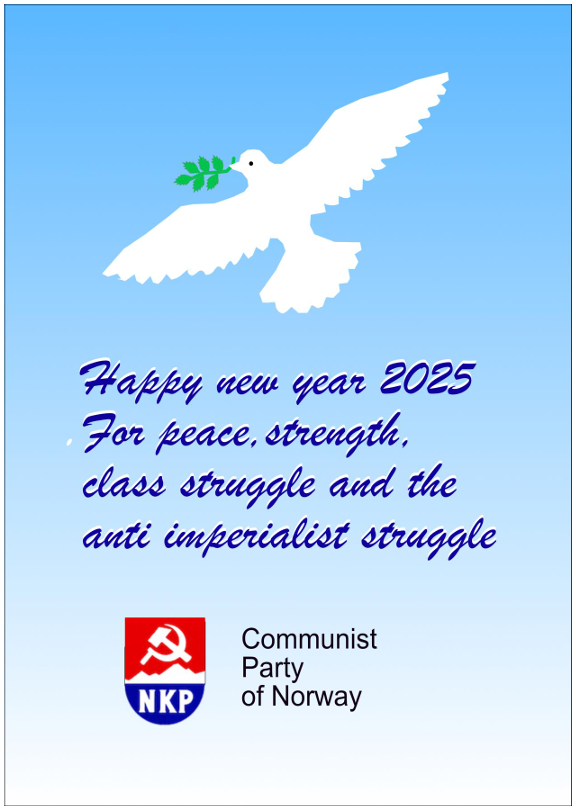 Happy new year 2025
For peace, strength,
class struggle and the
anti imperialist struggle
NKP
Communist
Party
of Norway